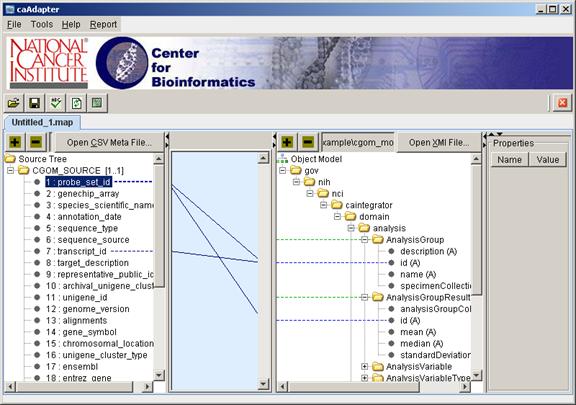 caAdapter
File Tools Help Report
NATIONAL
CANCER
INSTITUTE
Center
for
Bioinformatics
Untitled_1.map
Open CSV Meta File...
xample\cgom_mo
Open XMI File...
Properties
Name Value
Source Tree
CGOM_SOURCE [1..1]
1 : probe_set_id
2 : genechip_array
3 : species_scientific_name
4 : annotation_date
5 : sequence_type
6 : sequence_source
7 : transcript_id
8 : target_description
9 : representative_public_id
10 : archival_unigene_clust
11 : unigene_id
12 : genome_version
13 : alignments
14 : gene_symbol
15 : chromosomal_location
16 : unigene_cluster_type
17 : ensembl
18 : entrez_gene
Object Model
gov
nih
nci
caintegrator
domain
analysis
AnalysisGroup
description (A)
id (A)
name (A)
specimenCollecti
AnalysisGroupResult
analysisGroupCol
id (A)
mean (A)
median (A)
standardDeviation
AnalysisVariable
AnalysisVariableType